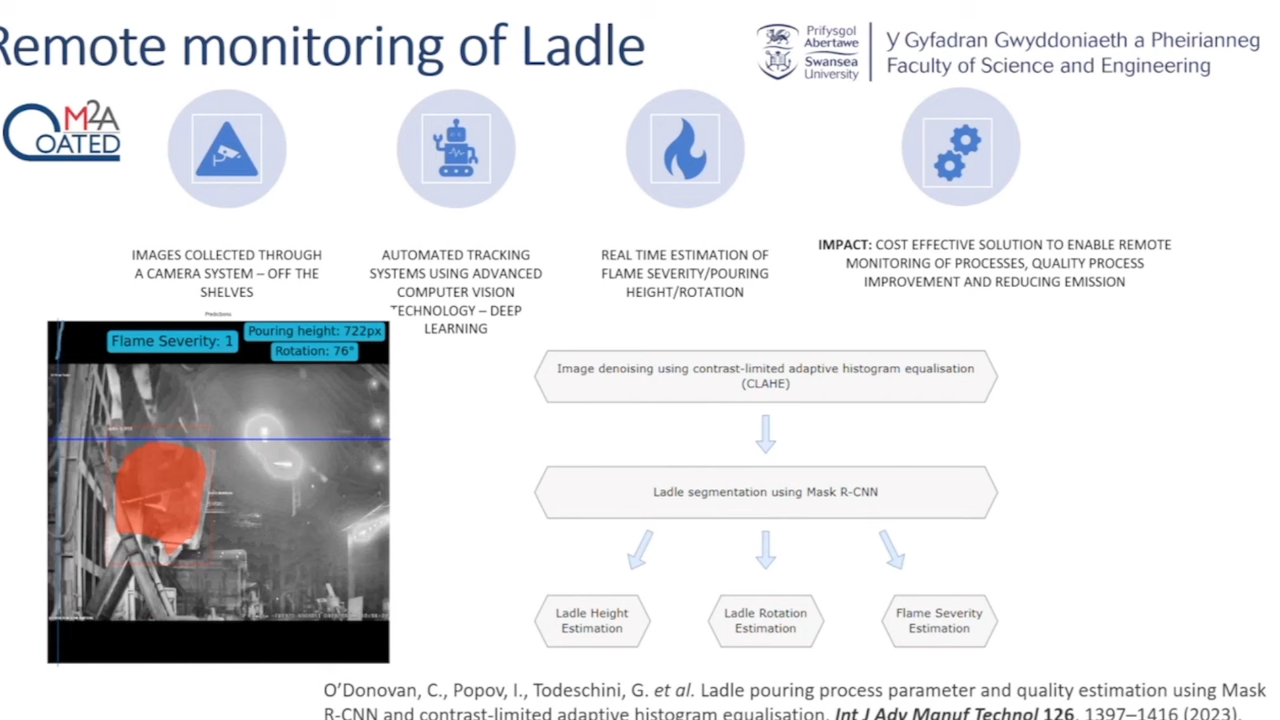 Remote monitoring of Ladle
Prifysgol
Abertawe
Swansea
University
Y Gyfadran Gwyddoniaeth a Pheirianneg
Faculty of Science and Engineering
M2A
COATED
IMAGES COLLECTED THROUGH
A CAMERA SYSTEM – OFF THE
SHELVES
AUTOMATED TRACKING
SYSTEMS USING ADVANCED
COMPUTER VISION
TECHNOLOGY – DEEP
LEARNING
REAL TIME ESTIMATION OF
FLAME SEVERITY/POURING
HEIGHT/ROTATION
IMPACT: COST EFFECTIVE SOLUTION TO ENABLE REMOTE
MONITORING OF PROCESSES, QUALITY PROCESS
IMPROVEMENT AND REDUCING EMISSION
Predictions
Flame Severity: 1
Pouring height: 722px
Rotation: 76°
Image denoising using contrast-limited adaptive histogram equalisation
(CLAHE)
Ladle segmentation using Mask R-CNN
Ladle Height
Estimation
Ladle Rotation
Estimation
Flame Severity
Estimation
O'Donovan, C., Popov, I., Todeschini, G. et al. Ladle pouring process parameter and quality estimation using Mask
R-CNN and contrast-limited adaptive histogram equalisation. Int J Adv Manuf Technol 126, 1397–1416 (2023).